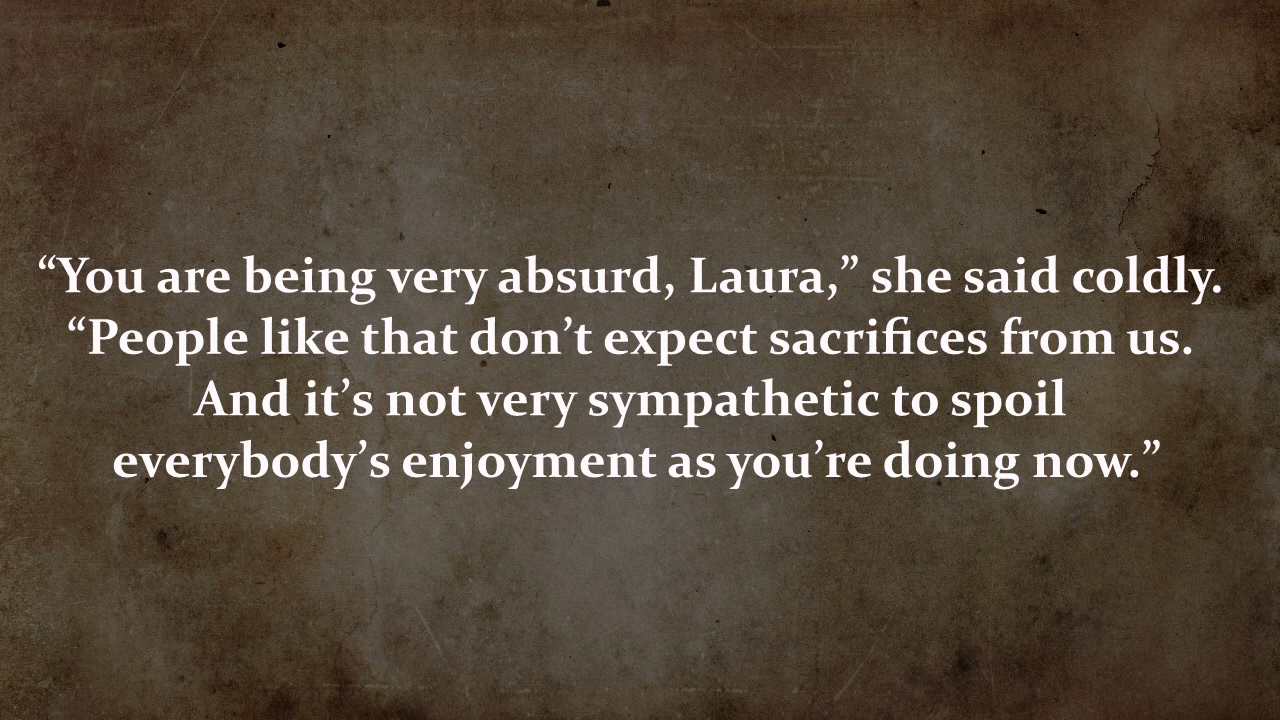 “You are being very absurd, Laura,” she said coldly.
“People like that don’t expect sacrifices from us.
And it’s not very sympathetic to spoil
everybody’s enjoyment as you’re doing now.”